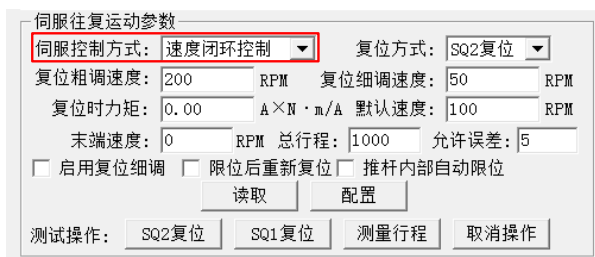 伺服往复运动参数
伺服控制方式: 速度闭环控制 复位方式: SQ2复位
复位粗调速度: 200 RPM 复位细调速度: 50 RPM
复位时力矩: 0.00 A×N·m/A 默认速度: 100 RPM
末端速度: 0 RPM 总行程: 1000 允许误差: 5
启用复位细调 限位后重新复位 推杆内部自动限位
读取 配置
测试操作: SQ2复位 SQ1复位 测量行程 取消操作